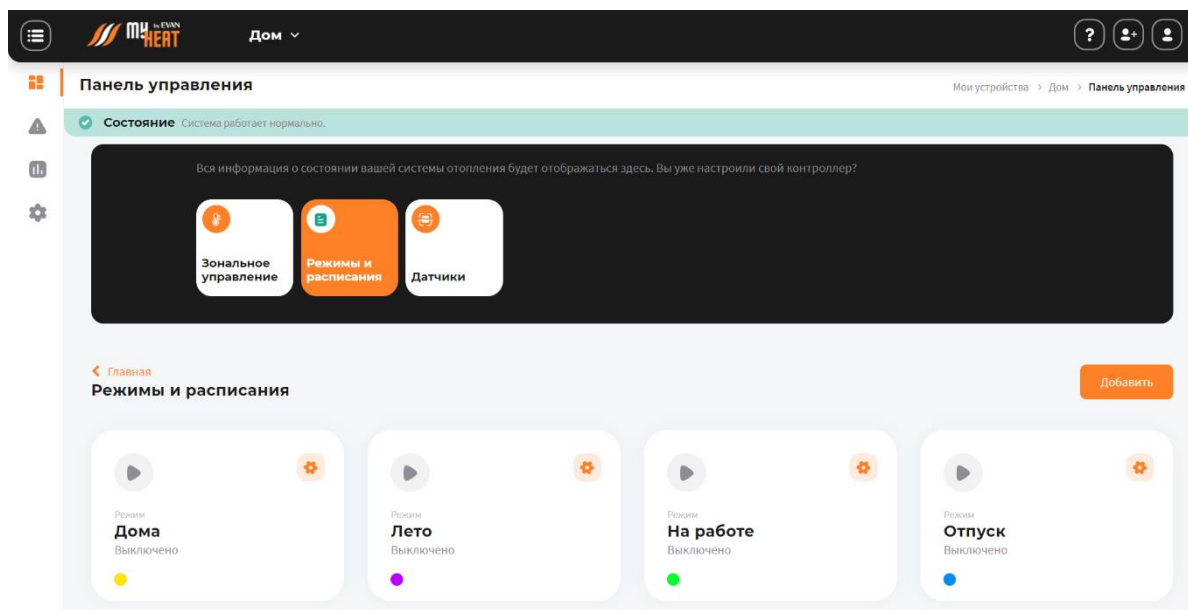 MY HEAT by EVAN
Дом
?
Панель управления
Мои устройства > Дом > Панель управления
Состояние Система работает нормально.
Вся информация о состоянии вашей системы отопления будет отображаться здесь. Вы уже настроили свой контроллер?
Зональное
управление
Режимы и
расписания
Датчики
Главная
Режимы и расписания
Добавить
Режим
Дома
Выключено
Режим
Лето
Выключено
Режим
На работе
Выключено
Режим
Отпуск
Выключено